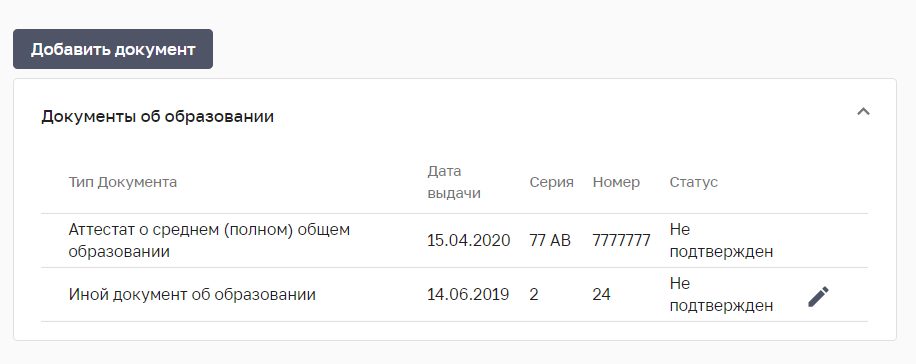 Добавить документ
Документы об образовании
Тип Документа
Дата
выдачи
Серия
Номер
Статус
Аттестат о среднем (полном) общем
образовании
15.04.2020
77 АВ
7777777
Не
подтвержден
Иной документ об образовании
14.06.2019
2
24
Не
подтвержден